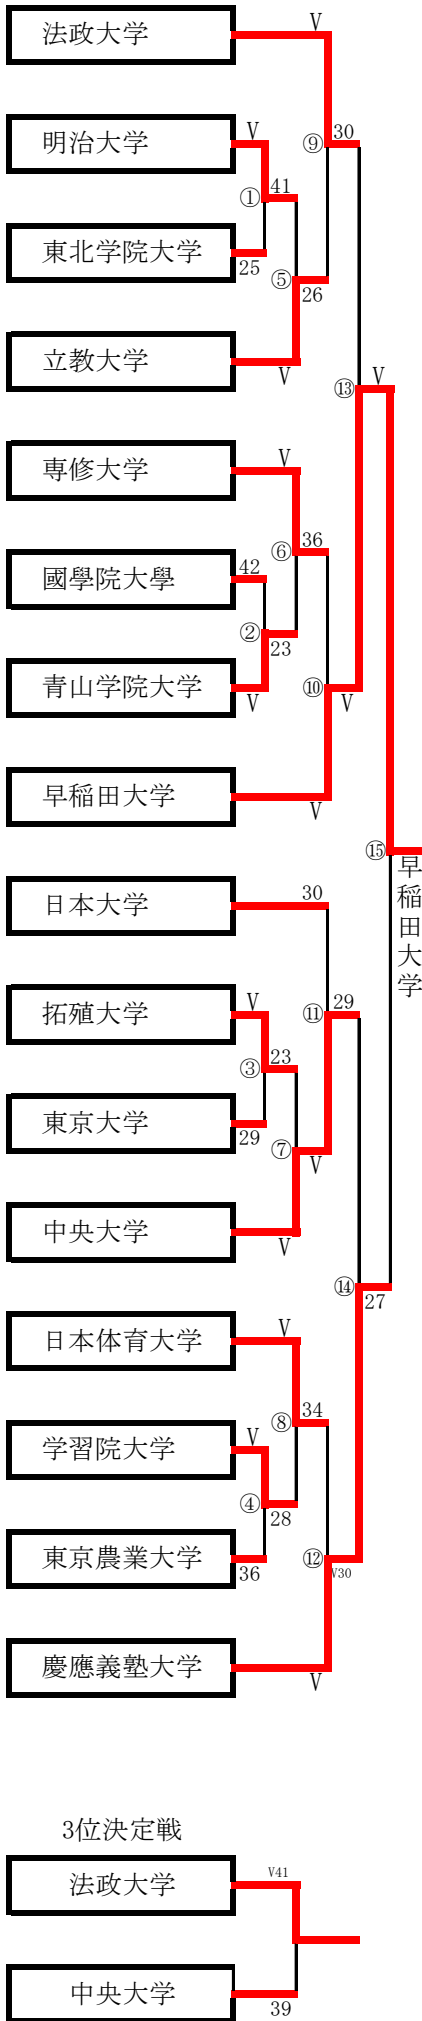 法政大学
V
30
⑨
明治大学
V
41
①
東北学院大学
25
⑤
26
立教大学
V
V
⑬
専修大学
V
36
⑥
國學院大學
42
②
23
青山学院大学
V
⑩
V
早稲田大学
V
⑮
早稲田大学
日本大学
30
拓殖大学
V
29
⑪
23
③
東京大学
29
⑦
V
中央大学
V
⑭
27
日本体育大学
V
34
⑧
学習院大学
V
④
28
東京農業大学
36
⑫
V30
慶應義塾大学
V
3位決定戦
法政大学
V41
中央大学
39